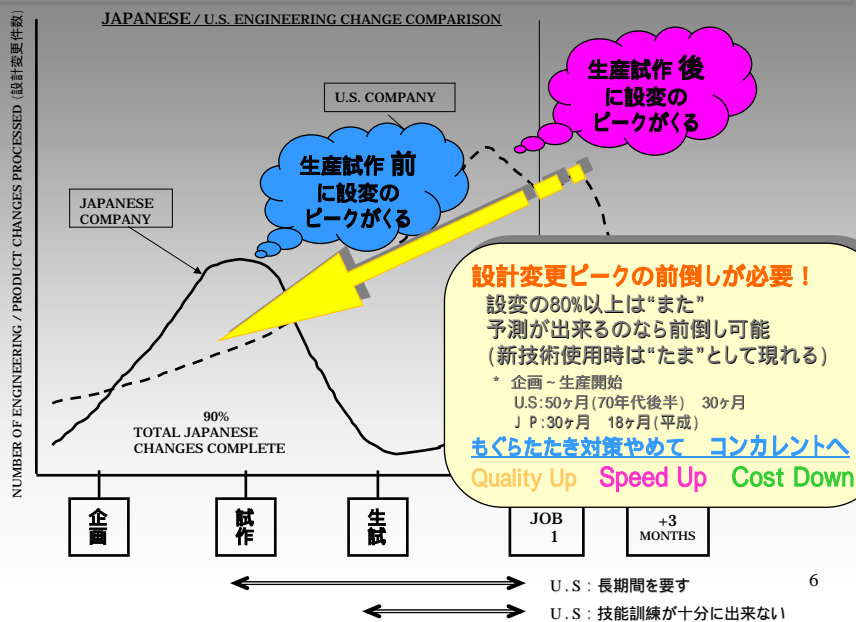 JAPANESE / U.S. ENGINEERING CHANGE COMPARISON
NUMBER OF ENGINEERING / PRODUCT CHANGES PROCESSED (設計変更件数)
U.S. COMPANY
生産試作 後
に設変の
ピークがくる
生産試作 前
に設変の
ピークがくる
JAPANESE
COMPANY
設計変更ピークの前倒しが必要！
設変の80%以上は“また”
予測が出来るのなら前倒し可能
(新技術使用時は“たま”として現れる)
* 企画～生産開始
U.S:50ヶ月(70年代後半) 30ヶ月
J P:30ヶ月 18ヶ月(平成)
もぐらたたき対策やめて コンカレントへ
Quality Up Speed Up Cost Down
90%
TOTAL JAPANESE
CHANGES COMPLETE
企画
試作
生試
JOB
1
+3
MONTHS
U.S：長期間を要す
6
U.S：技能訓練が十分に出来ない